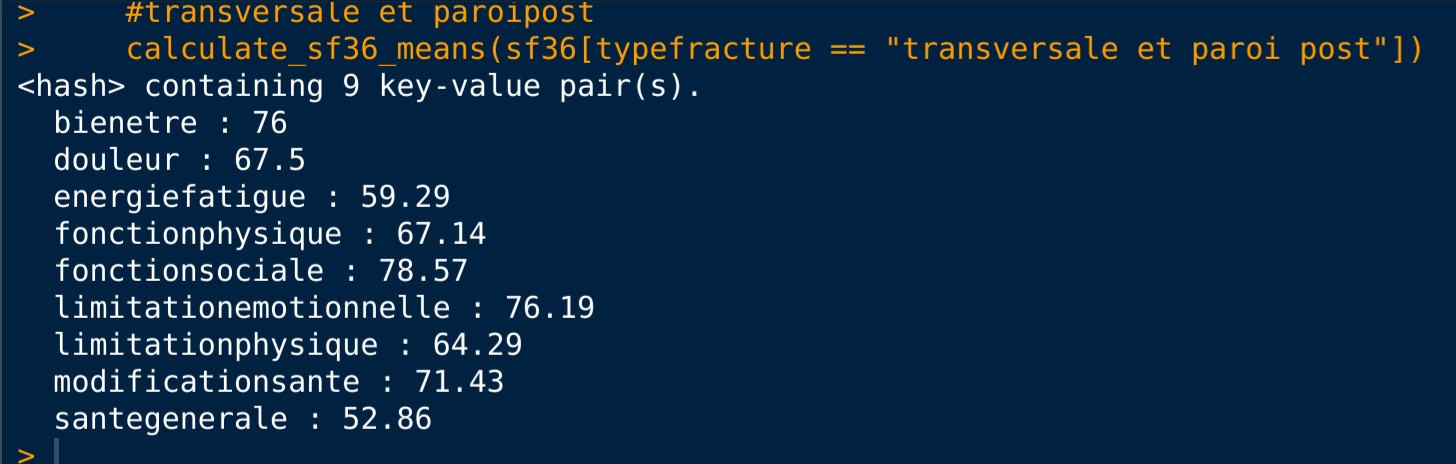 >     #transversale et paroipost
>     calculate_sf36_means(sf36[typefracture == "transversale et paroi post"])
<hash> containing 9 key-value pair(s).
  bienetre : 76
  douleur : 67.5
  energiefatigue : 59.29
  fonctionphysique : 67.14
  fonctionsociale : 78.57
  limitationemotionnelle : 76.19
  limitationphysique : 64.29
  modificationsante : 71.43
  santegenerale : 52.86
>